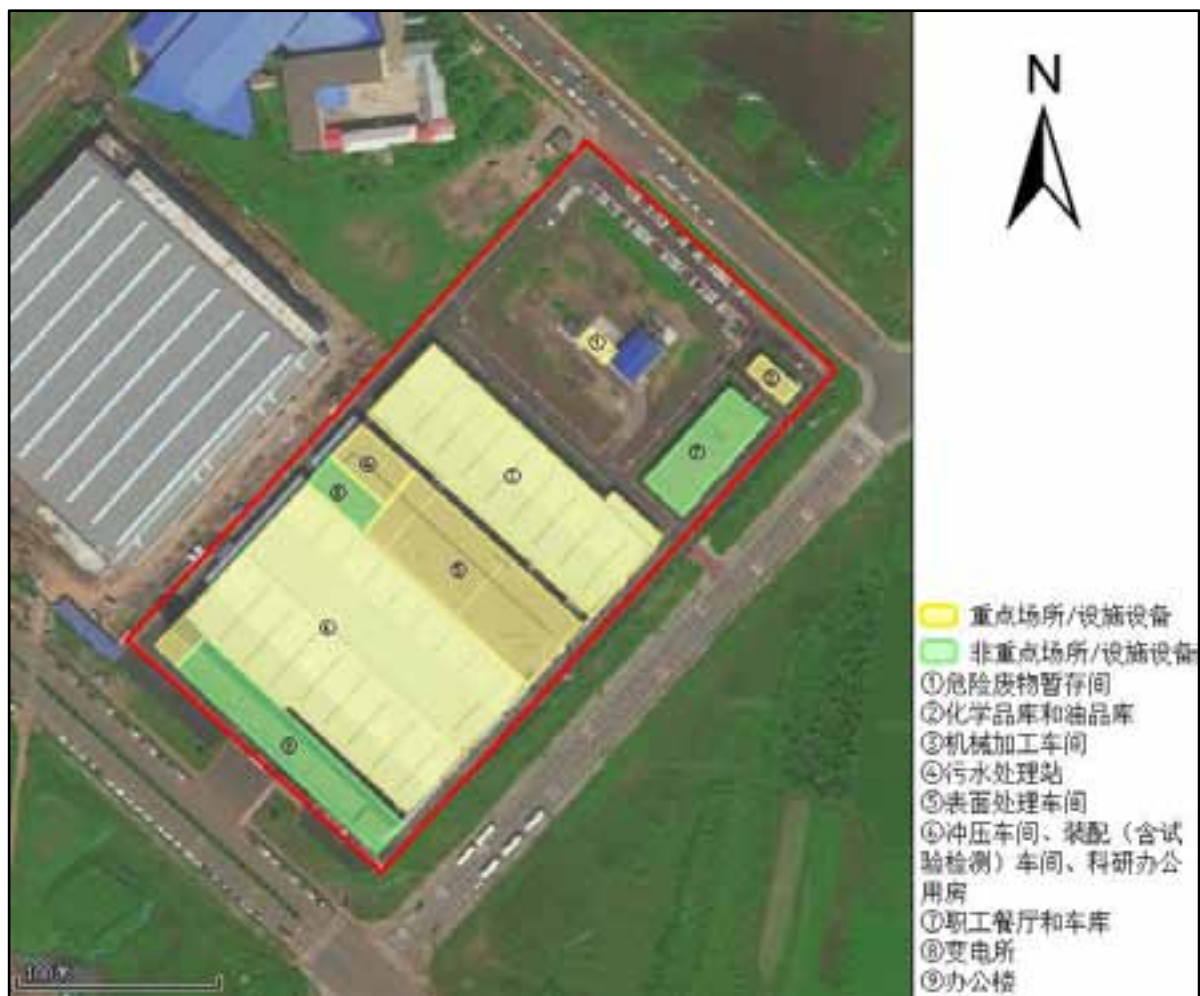 N
重点场所/设施设备
非重点场所/设施设备
①危险废物暂存间
②化学品库和油品库
③机械加工车间
④污水处理站
⑤表面处理车间
⑥冲压车间、装配（含试
验检测）车间、科研办公
用房
⑦职工餐厅和车库
⑧变电所
⑨办公楼